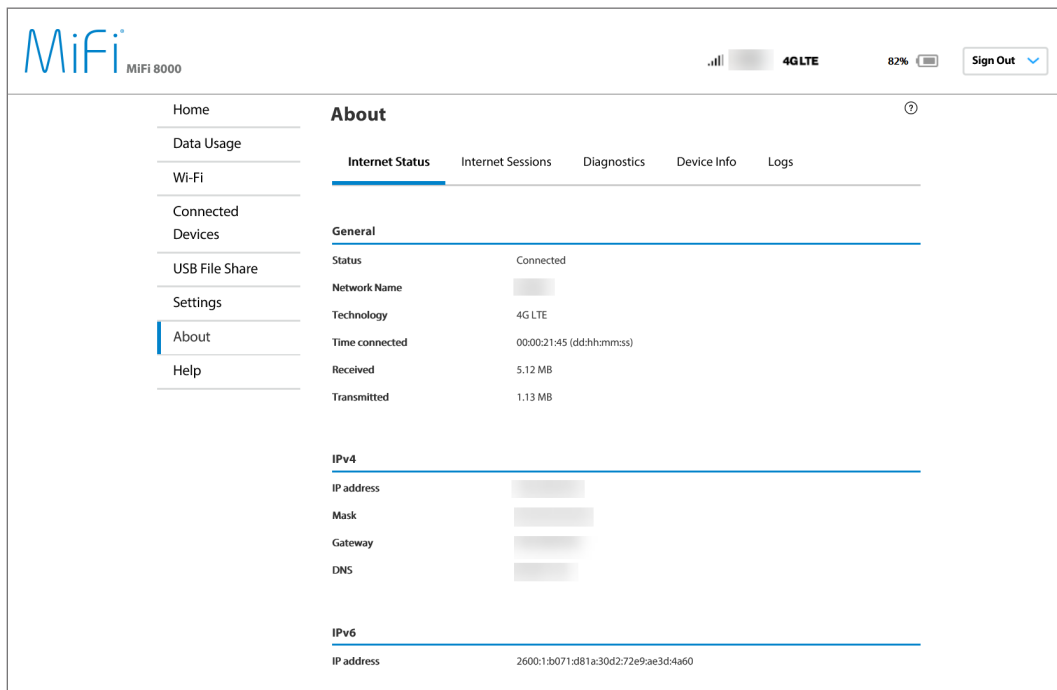 MiFi MiFi 8000
4G LTE
82%
Sign Out
Home
Data Usage
Wi-Fi
Connected
Devices
USB File Share
Settings
About
Help
About
Internet Status Internet Sessions Diagnostics Device Info Logs
General
Status Connected
Network Name
Technology 4G LTE
Time connected 00:00:21:45 (dd:hh:mm:ss)
Received 5.12 MB
Transmitted 1.13 MB
IPv4
IP address
Mask
Gateway
DNS
IPv6
IP address 2600:1:b071:d81a:30d2:72e9:ae3d:4a60